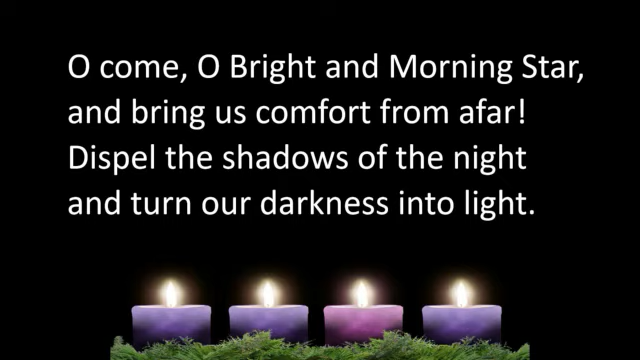 O come, O Bright and Morning Star,
and bring us comfort from afar!
Dispel the shadows of the night
and turn our darkness into light.